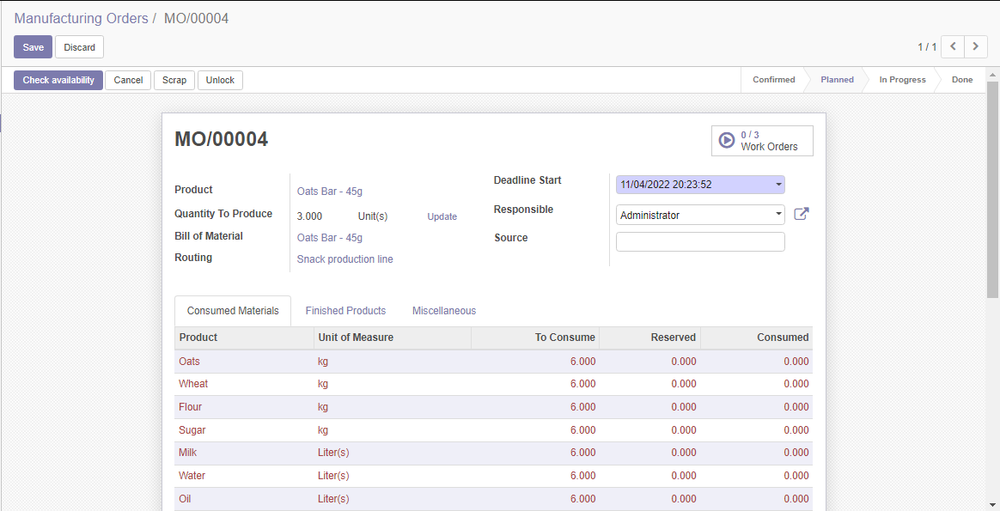 Manufacturing Orders / MO/00004
Save Discard 1 / 1
Check availability Cancel Scrap Unlock Confirmed Planned In Progress Done
MO/00004
0 / 3
Work Orders
Product Oats Bar - 45g
Quantity To Produce 3.000 Unit(s) Update
Bill of Material Oats Bar - 45g
Routing Snack production line
Deadline Start 11/04/2022 20:23:52
Responsible Administrator
Source
Consumed Materials Finished Products Miscellaneous
Product Unit of Measure To Consume Reserved Consumed
Oats kg 6.000 0.000 0.000
Wheat kg 6.000 0.000 0.000
Flour kg 6.000 0.000 0.000
Sugar kg 6.000 0.000 0.000
Milk Liter(s) 6.000 0.000 0.000
Water Liter(s) 6.000 0.000 0.000
Oil Liter(s) 6.000 0.000 0.000